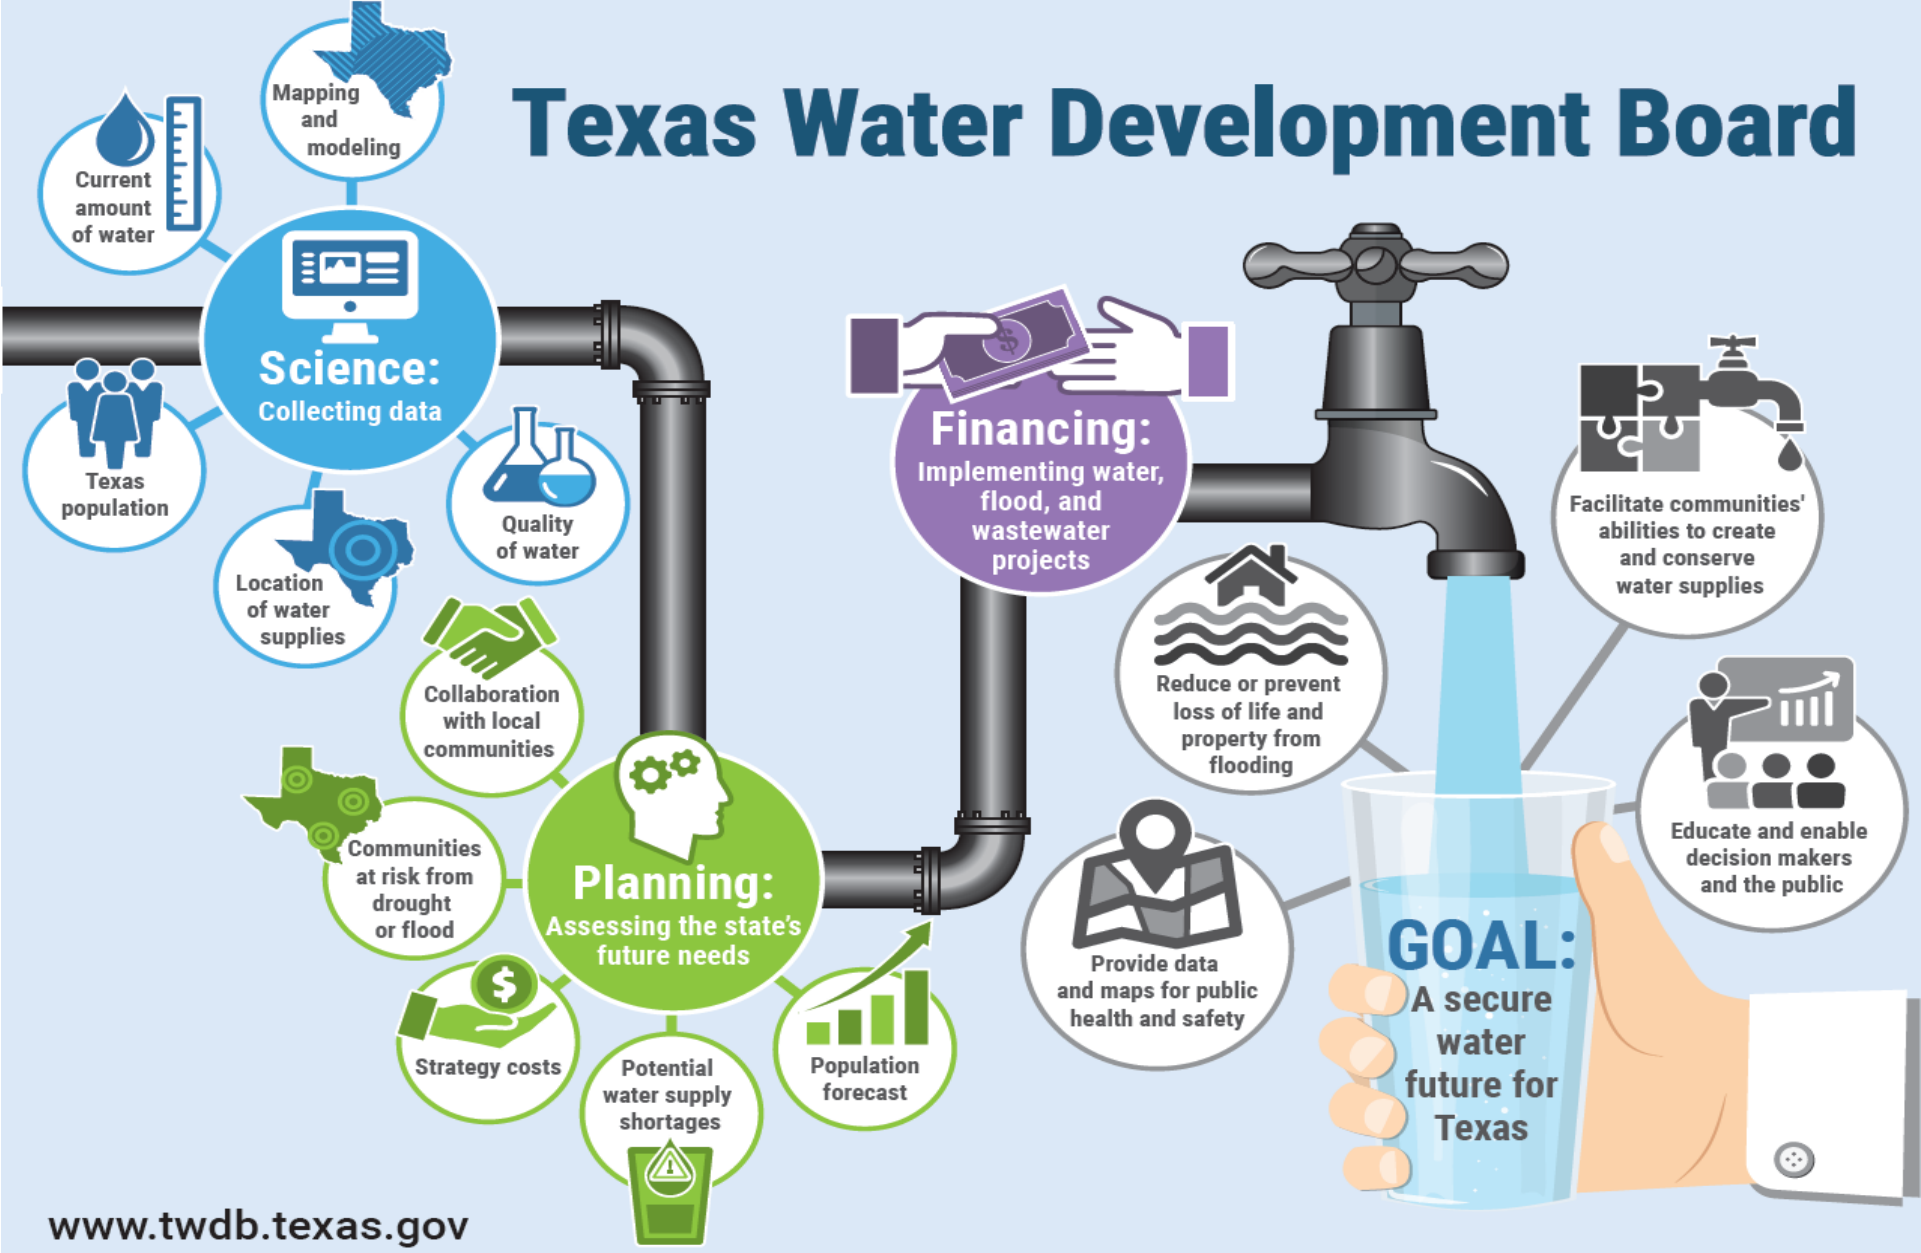 Texas Water Development Board
Mapping
and
modeling
Current
amount
of water
Science:
Collecting data
Texas
population
Location
of water
supplies
Quality
of water
Collaboration
with local
communities
Communities
at risk from
drought
or flood
Planning:
Assessing the state's
future needs
Strategy costs
$
Potential
water supply
shortages
!
Population
forecast
$
Financing:
Implementing water,
flood, and
wastewater
projects
Reduce or prevent
loss of life and
property from
flooding
Provide data
and maps for public
health and safety
Facilitate communities'
abilities to create
and conserve
water supplies
Educate and enable
decision makers
and the public
GOAL:
A secure
water
future for
Texas
www.twdb.texas.gov